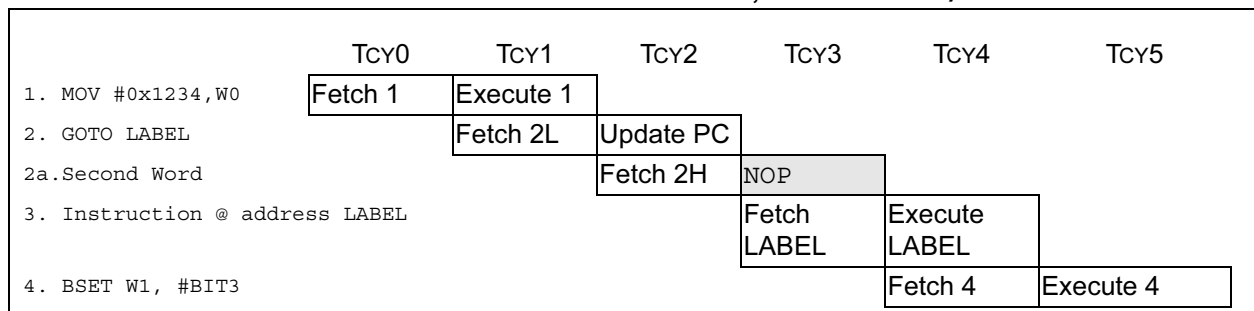 TCY0 TCY1 TCY2 TCY3 TCY4 TCY5
1. MOV #0x1234,W0 Fetch 1 Execute 1
2. GOTO LABEL Fetch 2L Update PC
2a.Second Word Fetch 2H NOP
3. Instruction @ address LABEL Fetch LABEL Execute LABEL
4. BSET W1, #BIT3 Fetch 4 Execute 4